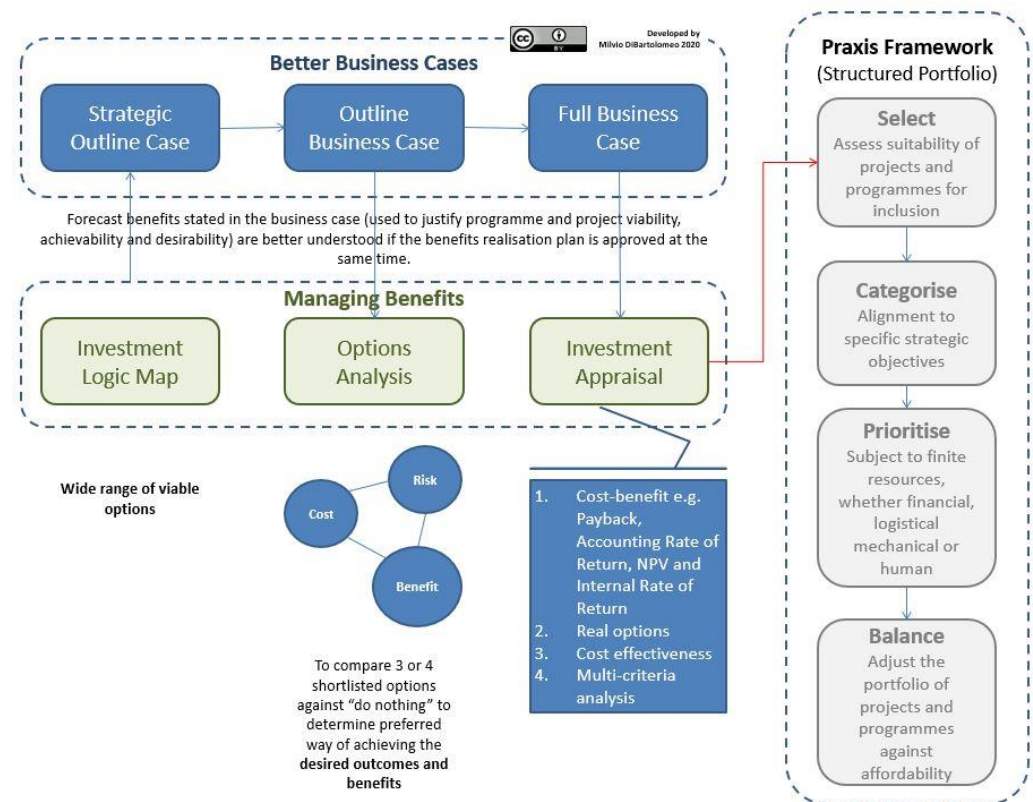 cc
BY
Developed by
Milvio DiBartolomeo 2020
Better Business Cases
Strategic
Outline Case
Outline
Business Case
Full Business
Case
Forecast benefits stated in the business case (used to justify programme and project viability,
achievability and desirability) are better understood if the benefits realisation plan is approved at the
same time.
Managing Benefits
Investment
Logic Map
Options
Analysis
Investment
Appraisal
Wide range of viable
options
Risk
Cost
Benefit
To compare 3 or 4
shortlisted options
against “do nothing” to
determine preferred
way of achieving the
desired outcomes and
benefits
1. Cost-benefit e.g.
Payback,
Accounting Rate of
Return, NPV and
Internal Rate of
Return
2. Real options
3. Cost effectiveness
4. Multi-criteria
analysis
Praxis Framework
(Structured Portfolio)
Select
Assess suitability of
projects and
programmes for
inclusion
Categorise
Alignment to
specific strategic
objectives
Prioritise
Subject to finite
resources,
whether financial,
logistical
mechanical or
human
Balance
Adjust the
portfolio of
projects and
programmes
against
affordability